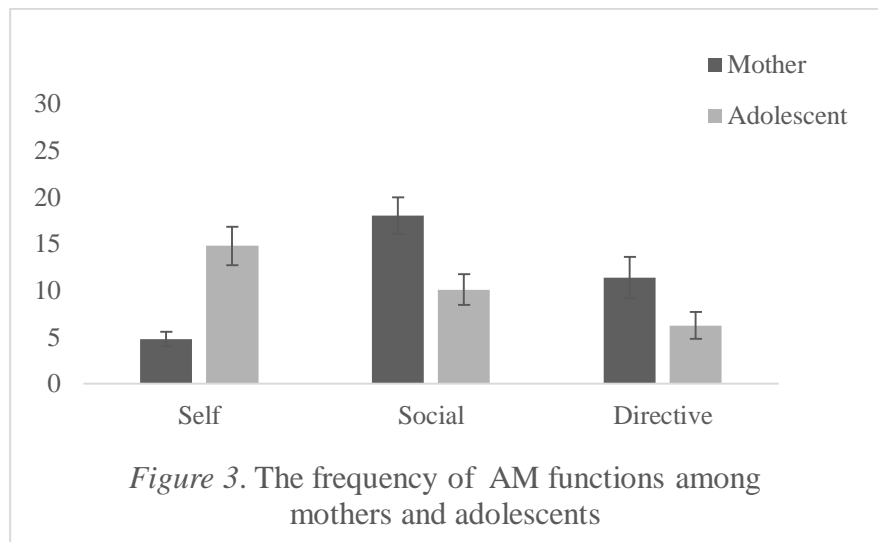 Mother
Adolescent
30
25
20
15
10
5
0
Self Social Directive
Figure 3. The frequency of AM functions among
mothers and adolescents